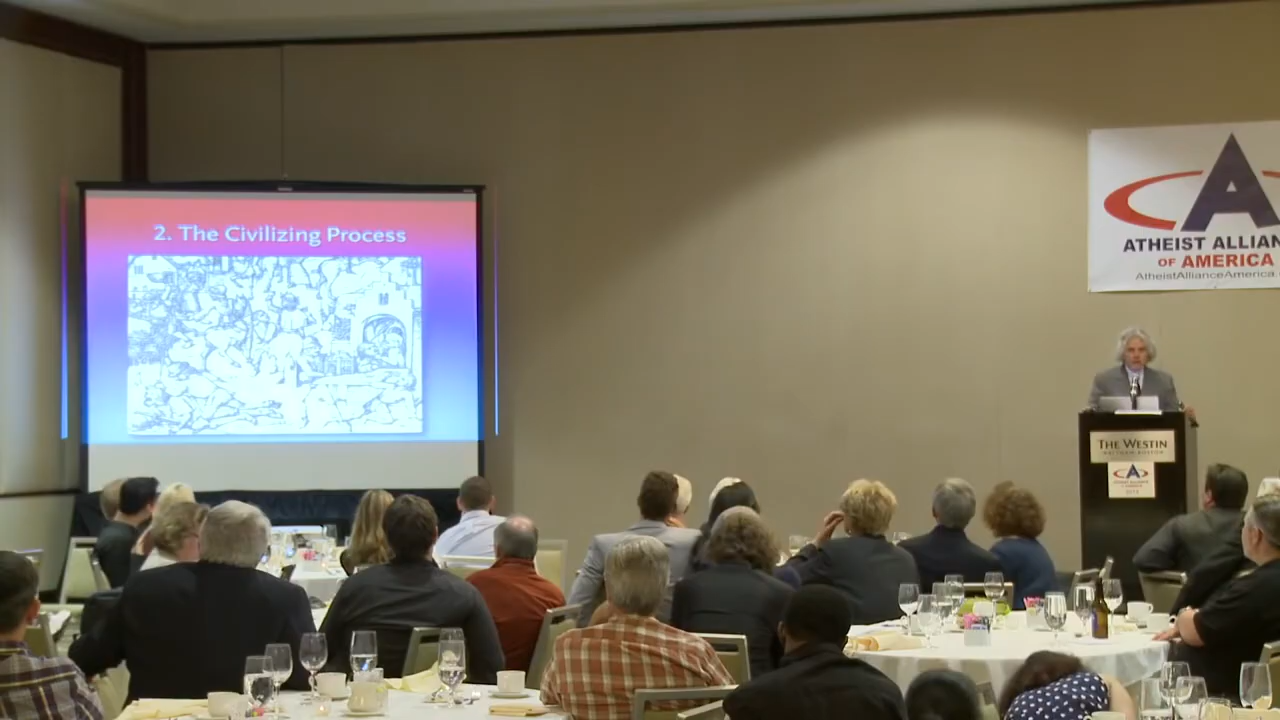 2. The Civilizing Process
A
ATHEIST ALLIAN
OF AMERICA
AtheistAllianceAmerica.
THE WESTIN